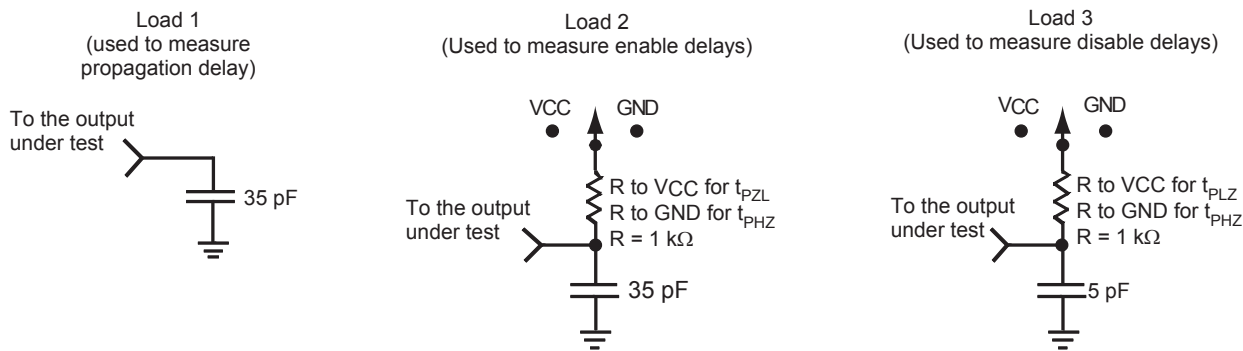 Load 1
(used to measure
propagation delay)
To the output
under test
35 pF
Load 2
(Used to measure enable delays)
VCC GND
R to VCC for tPZL
R to GND for tPHZ
R = 1 kΩ
To the output
under test
35 pF
Load 3
(Used to measure disable delays)
VCC GND
R to VCC for tPLZ
R to GND for tPHZ
R = 1 kΩ
To the output
under test
5 pF